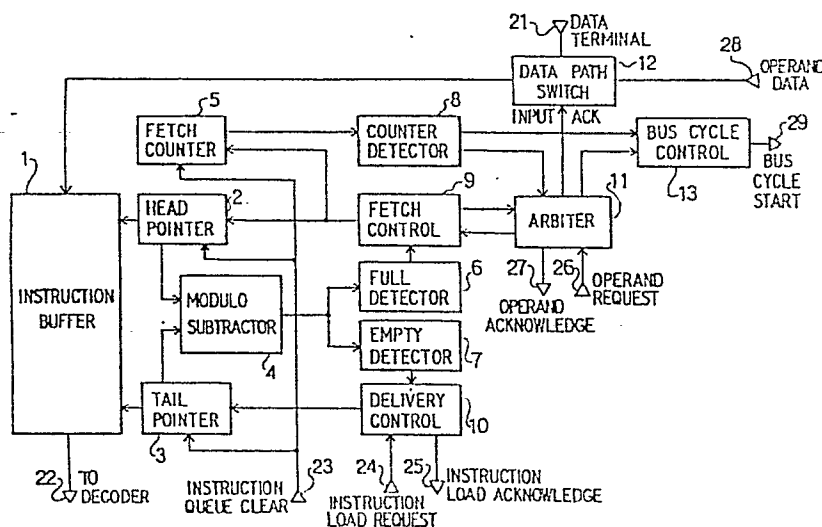 21
DATA
TERMINAL
12
28
DATA PATH
SWITCH
OPERAND
DATA
INPUT ACK
5
8
29
FETCH
COUNTER
COUNTER
DETECTOR
BUS CYCLE
CONTROL
BUS
CYCLE
START
13
1
2
9
11
HEAD
POINTER
FETCH
CONTROL
ARBITER
6
27
26
OPERAND
REQUEST
INSTRUCTION
BUFFER
MODULO
SUBTRACTOR
FULL
DETECTOR
OPERAND
ACKNOWLEDGE
4
EMPTY
DETECTOR
7
TAIL
POINTER
DELIVERY
CONTROL
10
3
22
TO
DECODER
23
INSTRUCTION
QUEUE CLEAR
24
INSTRUCTION
LOAD REQUEST
25
INSTRUCTION
LOAD ACKNOWLEDGE